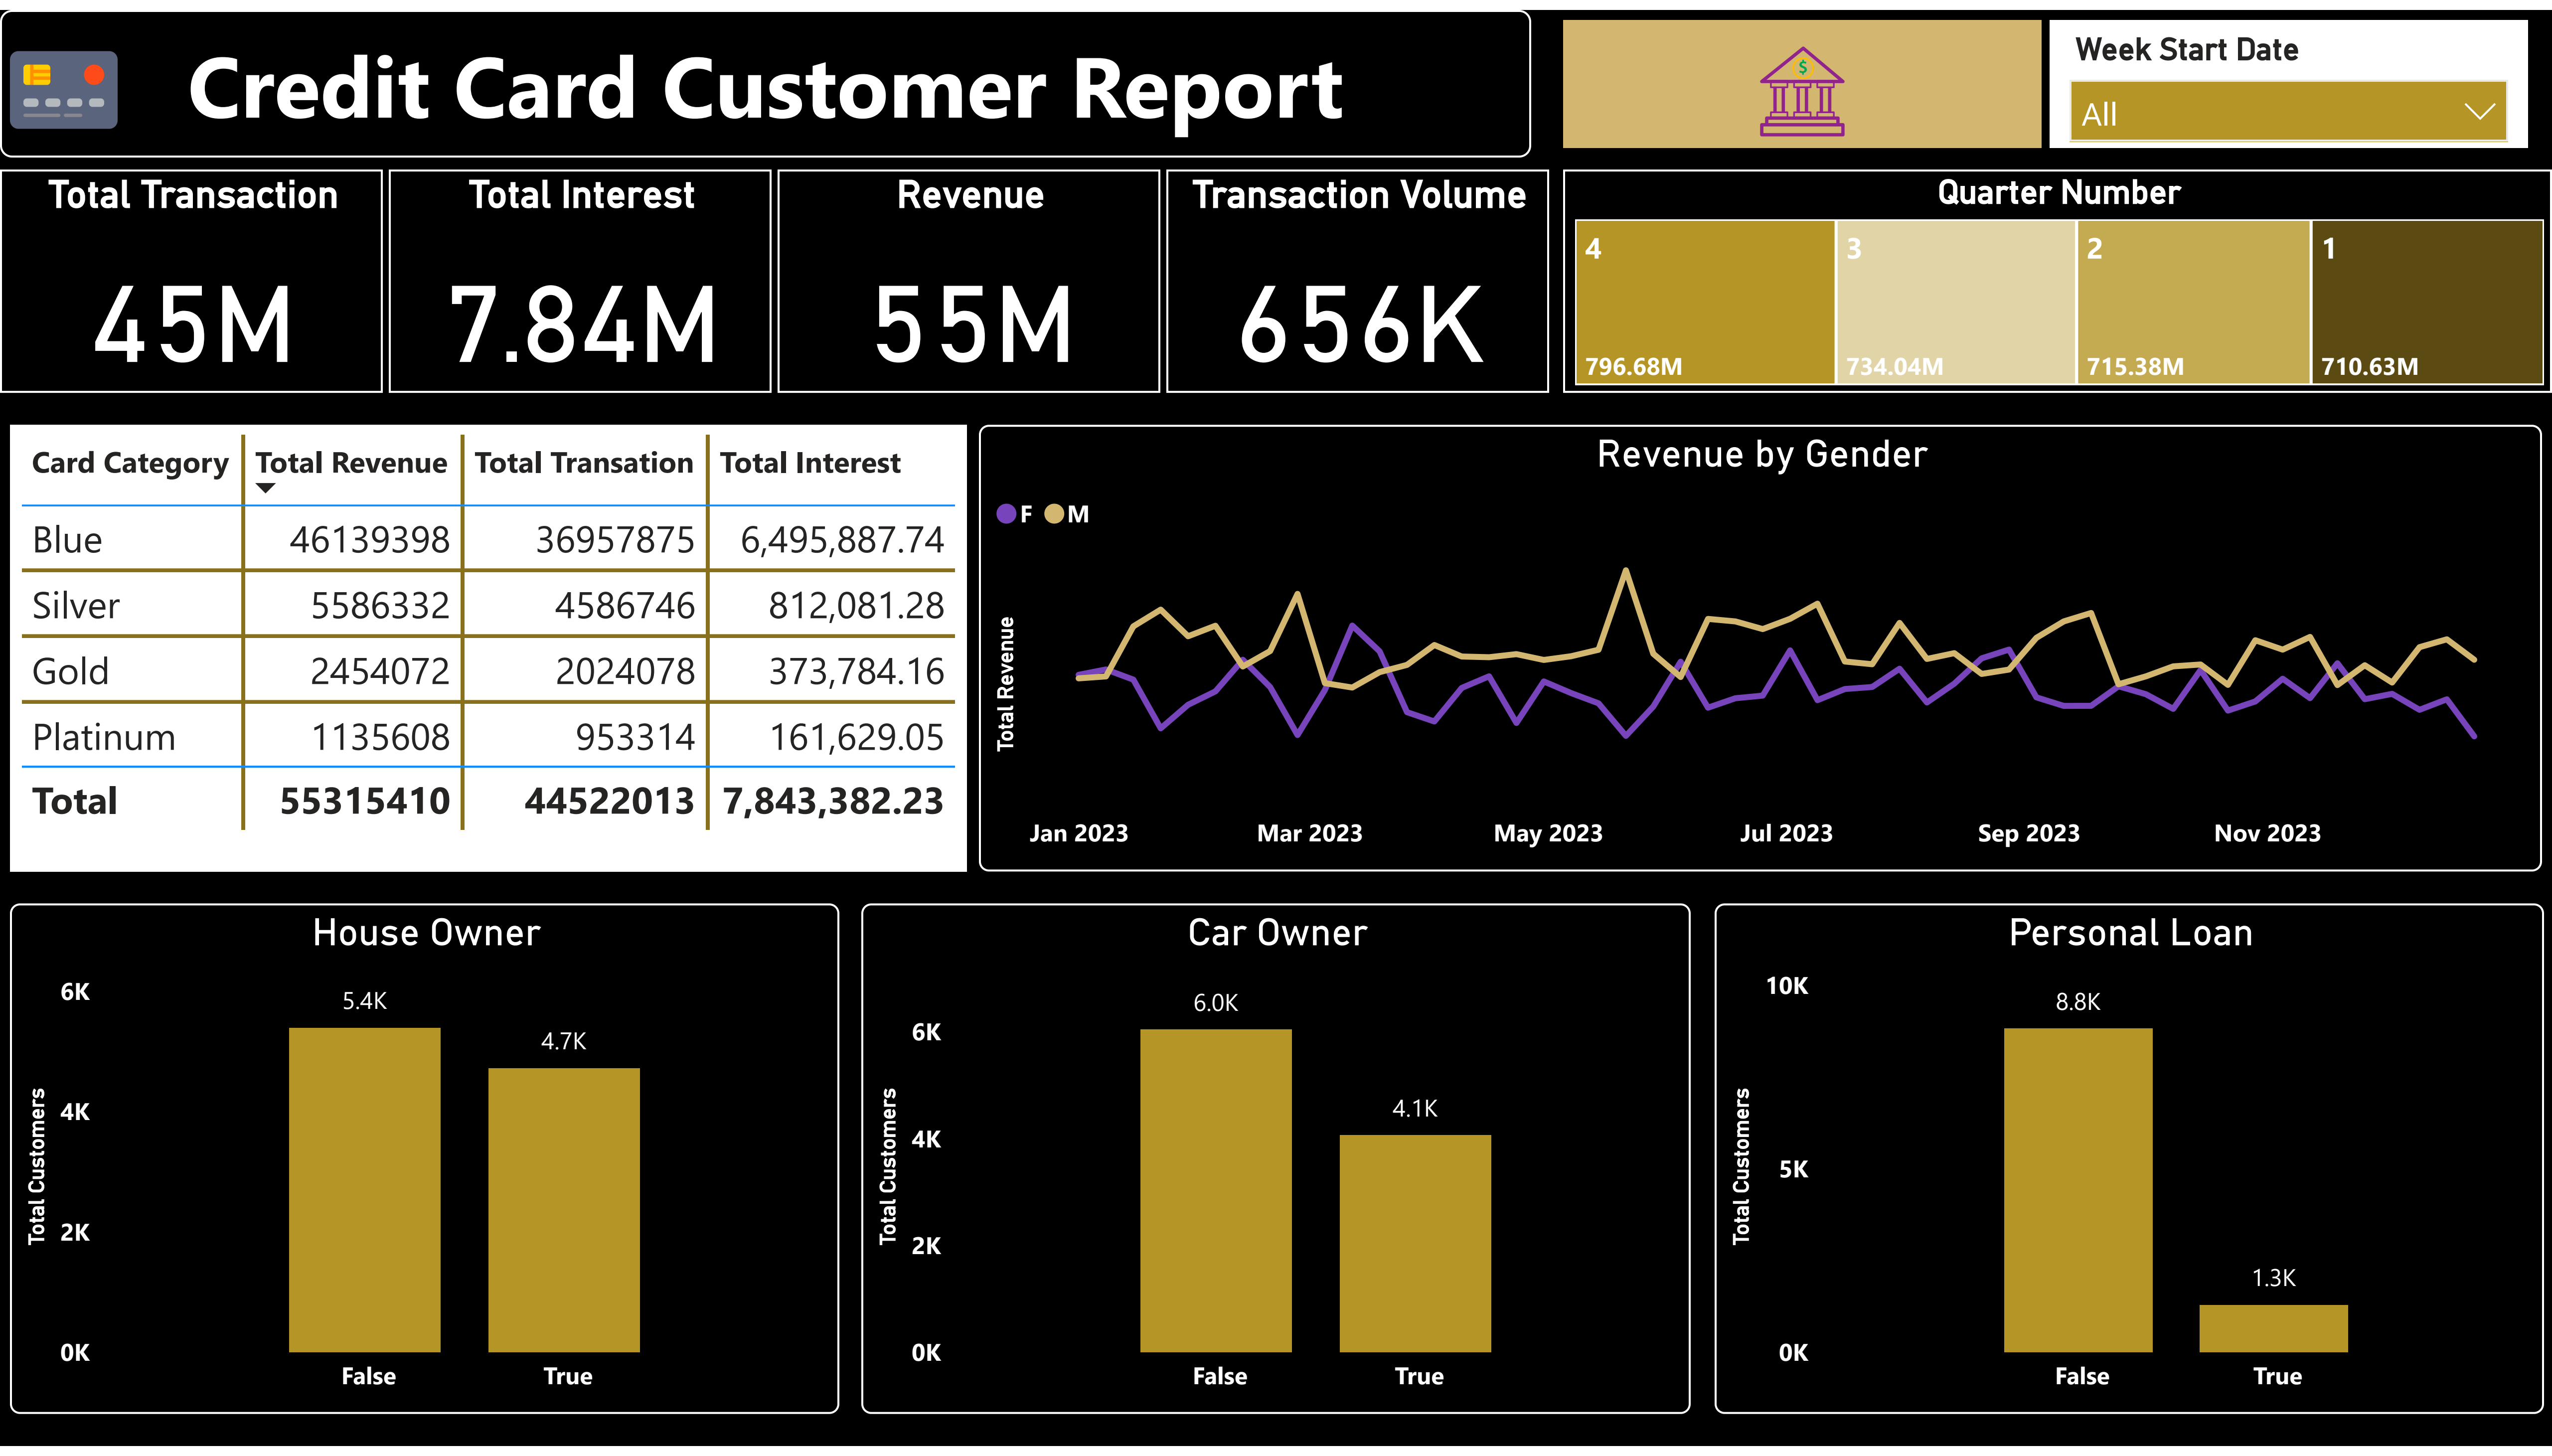 Credit Card Customer Report
$
Week Start Date
All
Total Transaction
45M
Total Interest
7.84M
Revenue
55M
Transaction Volume
656K
Quarter Number
4 3 2 1
796.68M 734.04M 715.38M 710.63M
Card Category Total Revenue Total Transation Total Interest
Blue 46139398 36957875 6,495,887.74
Silver 5586332 4586746 812,081.28
Gold 2454072 2024078 373,784.16
Platinum 1135608 953314 161,629.05
Total 55315410 44522013 7,843,382.23
Revenue by Gender
F M
Total Revenue
Jan 2023 Mar 2023 May 2023 Jul 2023 Sep 2023 Nov 2023
House Owner
Total Customers
6K
4K
2K
0K
5.4K
4.7K
False True
Car Owner
Total Customers
6K
4K
2K
0K
6.0K
4.1K
False True
Personal Loan
Total Customers
10K
5K
0K
8.8K
1.3K
False True